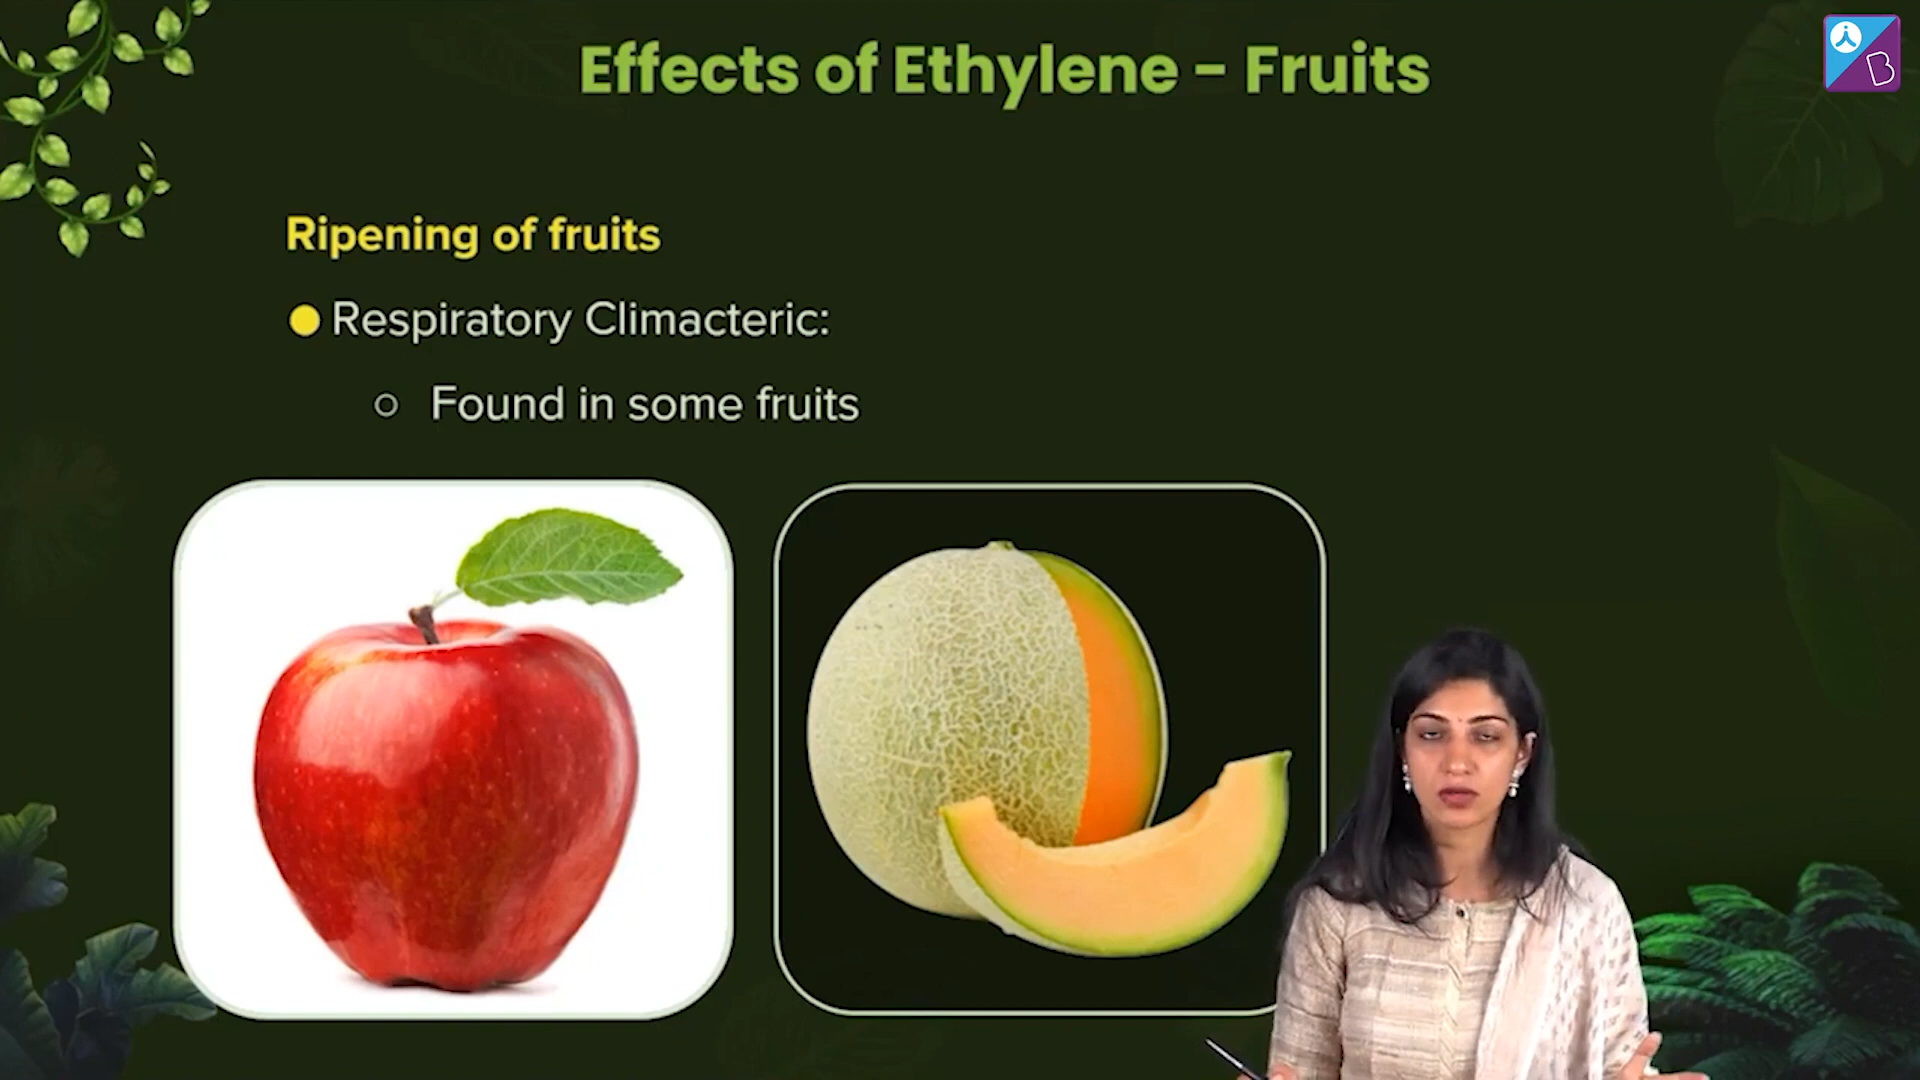 Effects of Ethylene - Fruits
Ripening of fruits
Respiratory Climacteric:
Found in some fruits
B